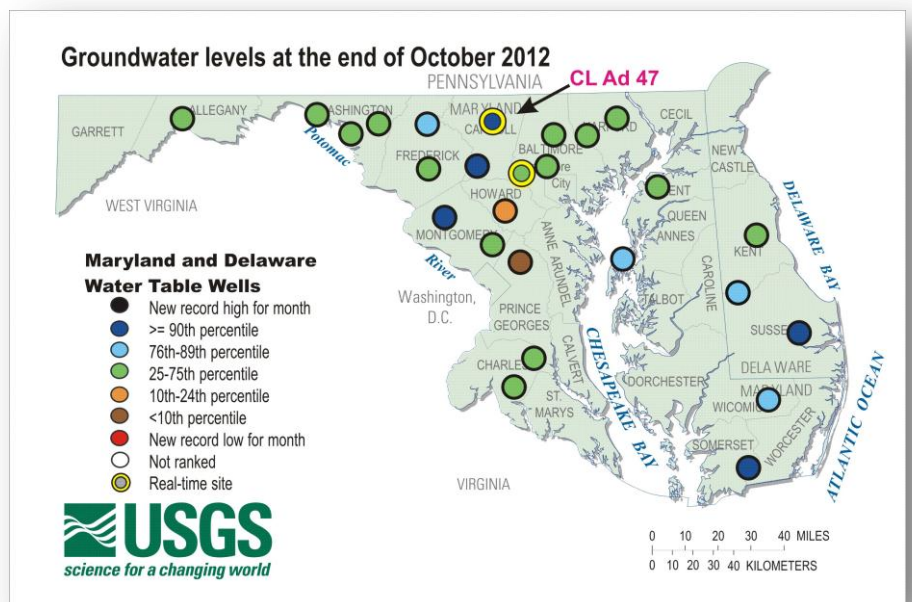 Groundwater levels at the end of October 2012
PENNSYLVANIA
CL Ad 47
ALLEGANY
GARRETT
Potomac
MARYLAND
CECIL
FREDERICK
BALTIMORE
City
NEW
CASTLE
HOWARD
WEST VIRGINIA
MONTGOMERY
River
ANNE ARUNDEL
QUEEN
ANNES
KENT
DELAWARE BAY
Washington,
D.C.
PRINCE
GEORGES
TALBOT
CAROLINE
CHESAPEAKE BAY
CALVERT
ST.
MARYS
DORCHESTER
DELAWARE
MARYLAND
SOMERSET
WORCESTER
ATLANTIC OCEAN
VIRGINIA
Maryland and Delaware
Water Table Wells
New record high for month
>= 90th percentile
76th-89th percentile
25-75th percentile
10th-24th percentile
<10th percentile
New record low for month
Not ranked
Real-time site
USGS
science for a changing world
0 10 20 30 40 MILES
0 10 20 30 40 KILOMETERS